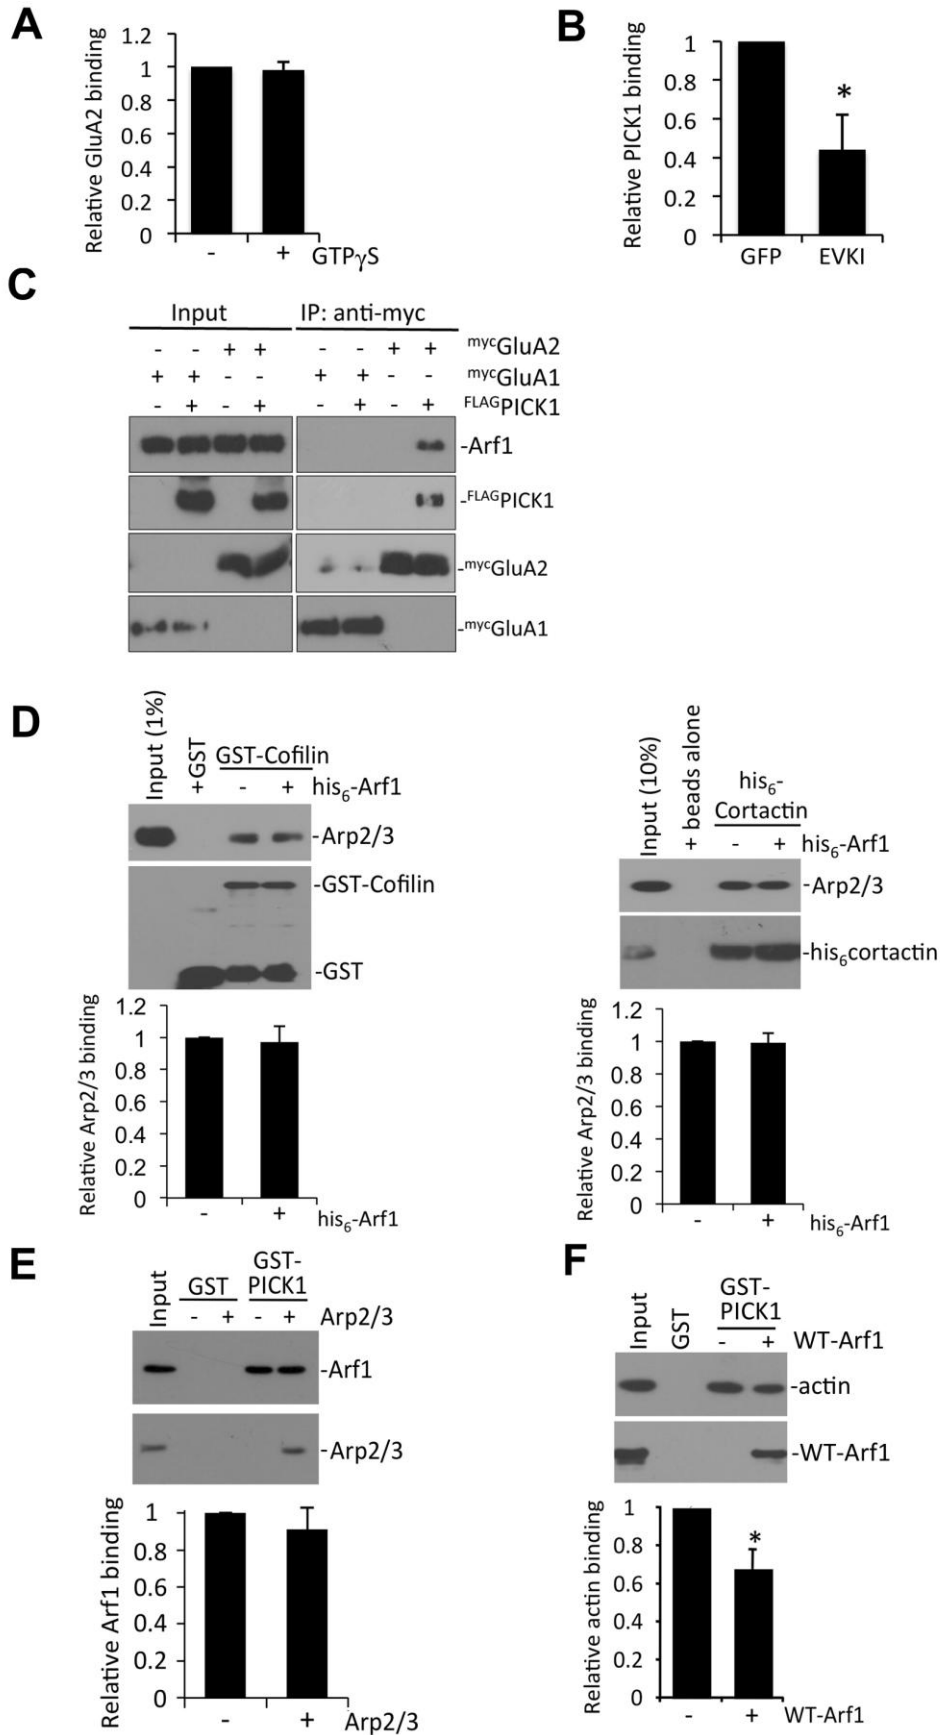 A
Relative GluA2 binding
1.2
1
0.8
0.6
0.4
0.2
0
- + GTPγS
B
Relative PICK1 binding
1
0.8
0.6
0.4
0.2
0
*
GFP EVKI
C
Input IP: anti-myc
- - + + - - + + mycGluA2
+ + - - + + - - mycGluA1
- + - + - + - + FLAGPICK1
-Arf1
-FLAGPICK1
-mycGluA2
-mycGluA1
D
Input (1%)
+GST
GST-Cofilin
- + his6-Arf1
-Arp2/3
-GST-Cofilin
-GST
Relative Arp2/3 binding
1.2
1
0.8
0.6
0.4
0.2
0
- + his6-Arf1
Input (10%)
+ beads alone
his6-
Cortactin
- + his6-Arf1
-Arp2/3
-his6cortactin
Relative Arp2/3 binding
1.2
1
0.8
0.6
0.4
0.2
0
- + his6-Arf1
E
Input
GST
GST-
PICK1
- + - + Arp2/3
-Arf1
-Arp2/3
Relative Arf1 binding
1
0.8
0.6
0.4
0.2
0
- + Arp2/3
F
Input
GST
GST-
PICK1
- + WT-Arf1
-actin
-WT-Arf1
Relative actin binding
1
0.8
0.6
0.4
0.2
0
*
- + WT-Arf1